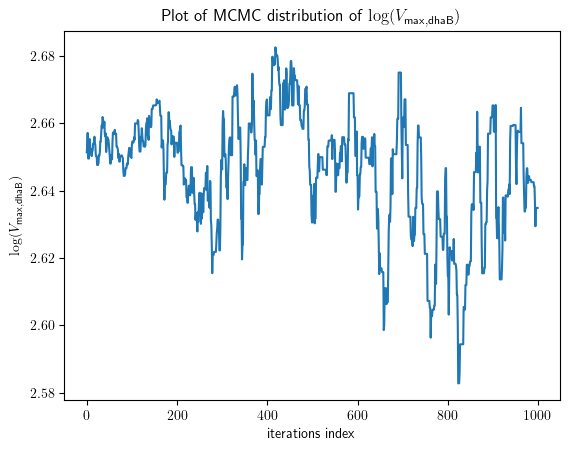 Plot of MCMC distribution of log(V_max,dhaB)
log(V_max,dhaB)
2.68
2.66
2.64
2.62
2.60
2.58
0 200 400 600 800 1000
iterations index